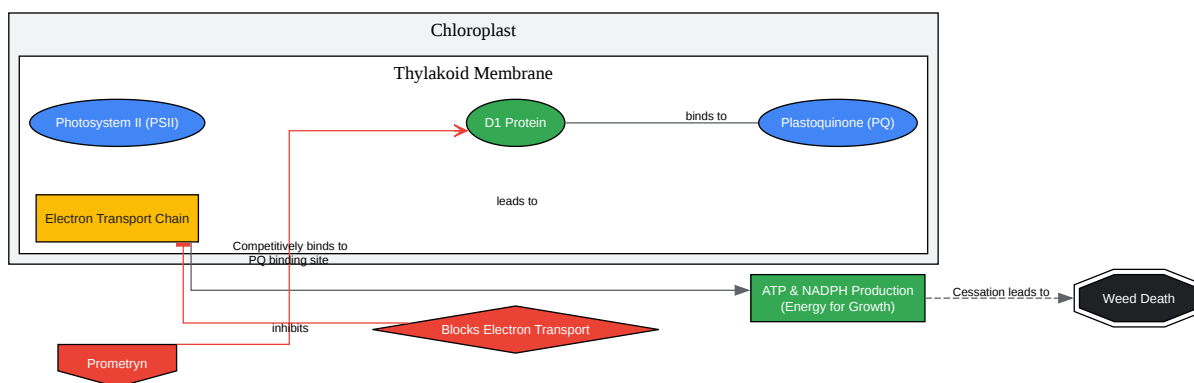 Chloroplast
Thylakoid Membrane
Photosystem II (PSII)
D1 Protein
binds to
Plastoquinone (PQ)
leads to
Electron Transport Chain
Competitively binds to
PQ binding site
ATP & NADPH Production
(Energy for Growth)
Cessation leads to
Weed Death
inhibits
Blocks Electron Transport
Prometryn